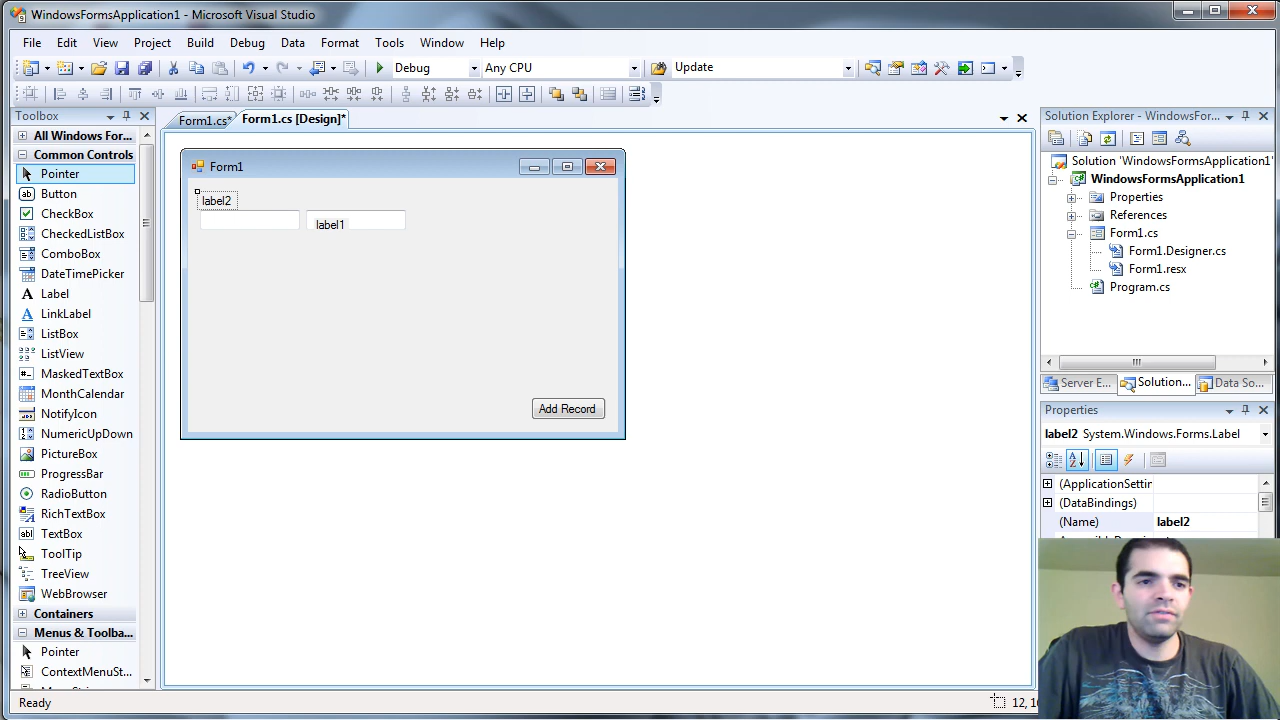 WindowsFormsApplication1 - Microsoft Visual Studio
File Edit View Project Build Debug Data Format Tools Window Help
Debug Any CPU Update
Toolbox
Form1.cs* Form1.cs [Design]*
Solution Explorer - WindowsFor...
All Windows For...
Common Controls
Pointer
Button
CheckBox
CheckedListBox
ComboBox
DateTimePicker
Label
LinkLabel
ListBox
ListView
MaskedTextBox
MonthCalendar
NotifyIcon
NumericUpDown
PictureBox
ProgressBar
RadioButton
RichTextBox
TextBox
ToolTip
TreeView
WebBrowser
Containers
Menus & Toolba...
Pointer
ContextMenuSt...
Form1
label2
label1
Add Record
Solution 'WindowsFormsApplication1'
WindowsFormsApplication1
Properties
References
Form1.cs
Form1.Designer.cs
Form1.resx
Program.cs
Server E... Solution... Data So...
Properties
label2 System.Windows.Forms.Label
(ApplicationSettin
(DataBindings)
(Name) label2
Ready